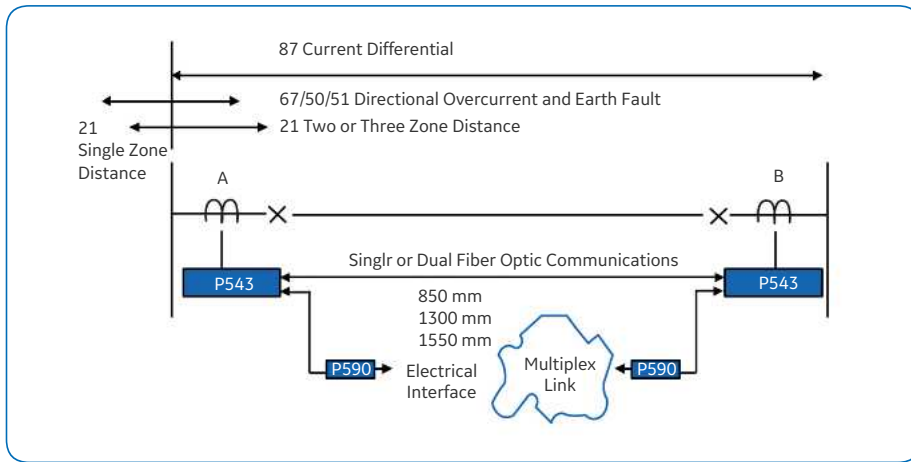 87 Current Differential
67/50/51 Directional Overcurrent and Earth Fault
21 Two or Three Zone Distance
21
Single Zone
Distance
A
B
Singlr or Dual Fiber Optic Communications
P543
P543
850 mm
1300 mm
1550 mm
P590
Electrical
Interface
Multiplex
Link
P590